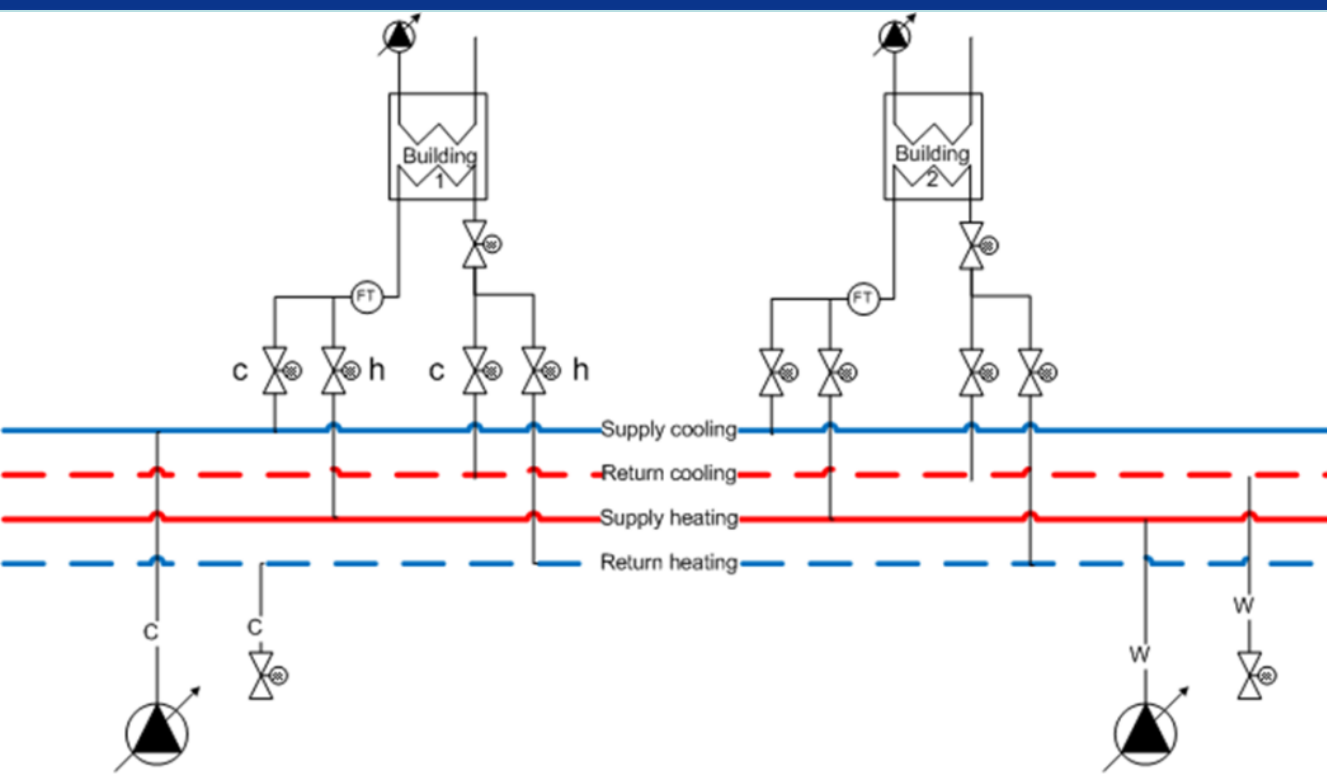 Building
1
Building
2
FT
FT
c
h
c
h
Supply cooling
Return cooling
Supply heating
Return heating
C
C
W
W